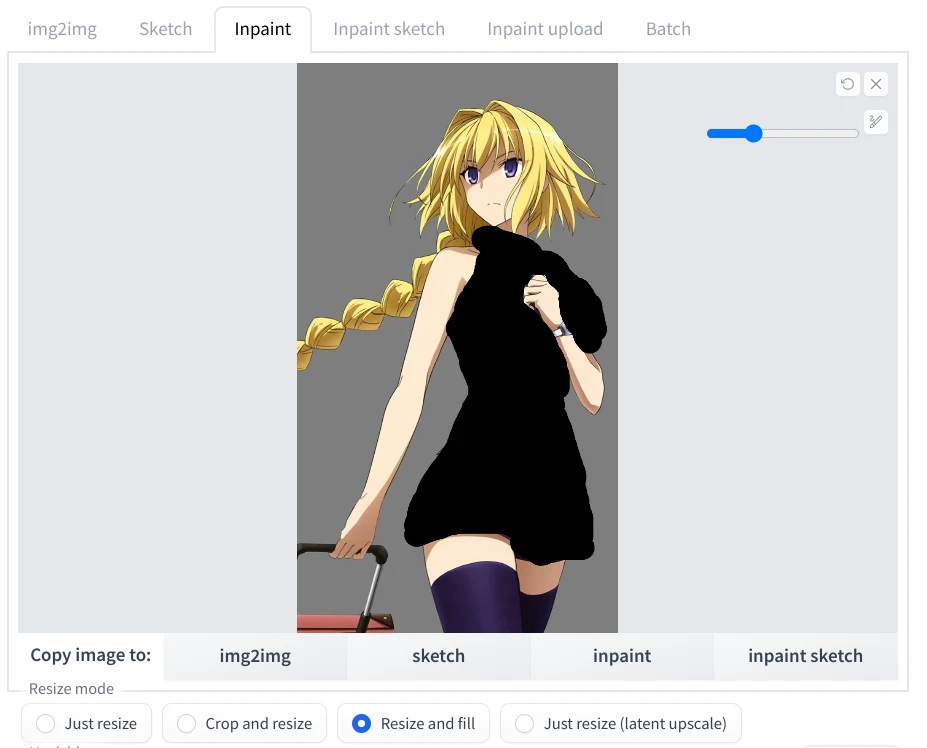 img2img Sketch Inpaint Inpaint sketch Inpaint upload Batch
Copy image to: img2img sketch inpaint inpaint sketch
Resize mode
Just resize Crop and resize Resize and fill Just resize (latent upscale)